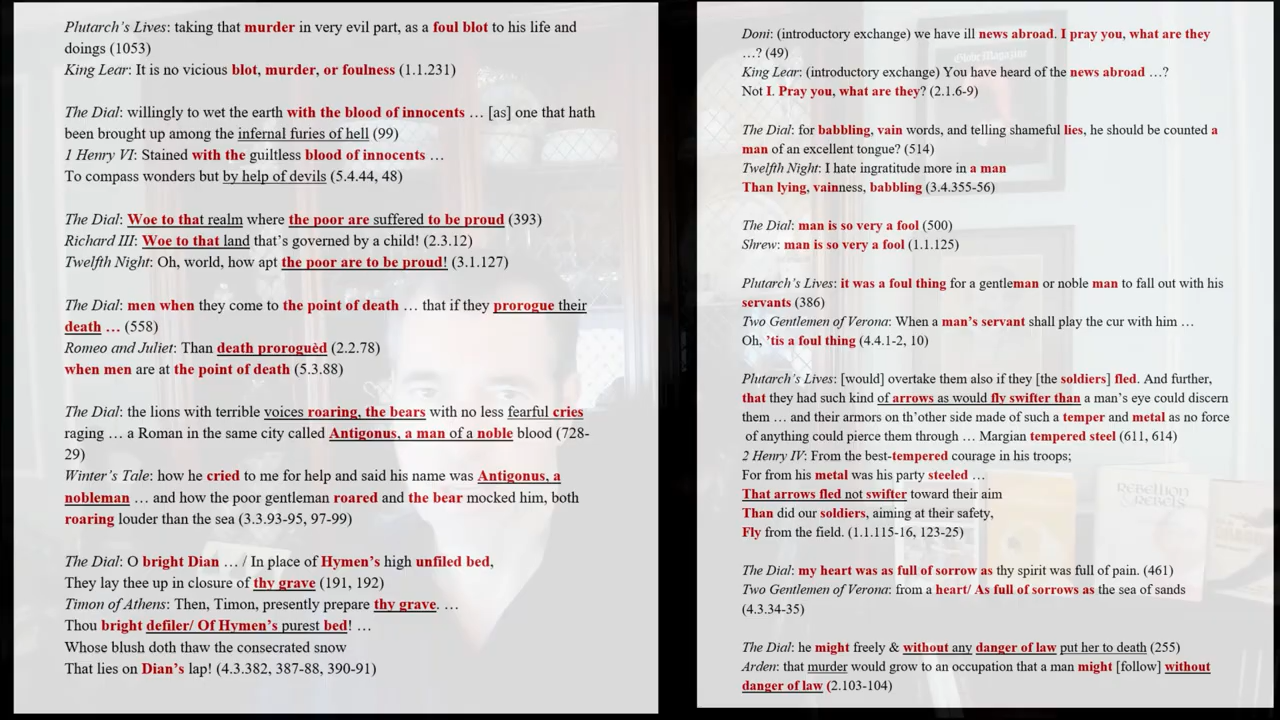 Plutarch's Lives: taking that murder in very evil part, as a foul blot to his life and
doings (1053)
King Lear: It is no vicious blot, murder, or foulness (1.1.231)
The Dial: willingly to wet the earth with the blood of innocents … [as] one that hath
been brought up among the infernal furies of hell (99)
1 Henry VI: Stained with the guiltless blood of innocents …
To compass wonders but by help of devils (5.4.44, 48)
The Dial: Woe to that realm where the poor are suffered to be proud (393)
Richard III: Woe to that land that's governed by a child! (2.3.12)
Twelfth Night: Oh, world, how apt the poor are to be proud! (3.1.127)
The Dial: men when they come to the point of death … that if they prorogue their
death … (558)
Romeo and Juliet: Than death proroguèd (2.2.78)
when men are at the point of death (5.3.88)
The Dial: the lions with terrible voices roaring, the bears with no less fearful cries
raging … a Roman in the same city called Antigonus, a man of a noble blood (728-
29)
Winter's Tale: how he cried to me for help and said his name was Antigonus, a
nobleman … and how the poor gentleman roared and the bear mocked him, both
roaring louder than the sea (3.3.93-95, 97-99)
The Dial: O bright Dian … / In place of Hymen's high unfiled bed,
They lay thee up in closure of thy grave (191, 192)
Timon of Athens: Then, Timon, presently prepare thy grave. …
Thou bright defiler/ Of Hymen's purest bed! …
Whose blush doth thaw the consecrated snow
That lies on Dian's lap! (4.3.382, 387-88, 390-91)
Doni: (introductory exchange) we have ill news abroad. I pray you, what are they
…? (49)
King Lear: (introductory exchange) You have heard of the news abroad …?
Not I. Pray you, what are they? (2.1.6-9)
The Dial: for babbling, vain words, and telling shameful lies, he should be counted a
man of an excellent tongue? (514)
Twelfth Night: I hate ingratitude more in a man
Than lying, vainness, babbling (3.4.355-56)
The Dial: man is so very a fool (500)
Shrew: man is so very a fool (1.1.125)
Plutarch's Lives: it was a foul thing for a gentleman or noble man to fall out with his
servants (386)
Two Gentlemen of Verona: When a man's servant shall play the cur with him …
Oh, 'tis a foul thing (4.4.1-2, 10)
Plutarch's Lives: [would] overtake them also if they [the soldiers] fled. And further,
that they had such kind of arrows as would fly swifter than a man's eye could discern
them … and their armors on th'other side made of such a temper and metal as no force
of anything could pierce them through … Margian tempered steel (611, 614)
2 Henry IV: From the best-tempered courage in his troops;
For from his metal was his party steeled …
That arrows fled not swifter toward their aim
Than did our soldiers, aiming at their safety,
Fly from the field. (1.1.115-16, 123-25)
The Dial: my heart was as full of sorrow as thy spirit was full of pain. (461)
Two Gentlemen of Verona: from a heart/ As full of sorrows as the sea of sands
(4.3.34-35)
The Dial: he might freely & without any danger of law put her to death (255)
Arden: that murder would grow to an occupation that a man might [follow] without
danger of law (2.103-104)
Globe Magazine
REBELLION
& REBELS